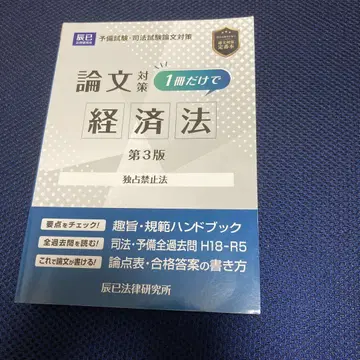 辰已
予備試験・司法試験論文対策
論文対策
1冊だけで
経済法
第3版
独占禁止法
要点をチェック!
趣旨・規範ハンドブック
全過去問を読む!
司法・予備全過去問 H18-R5
これで論文が書ける!
論点表・合格答案の書き方
辰已法律研究所